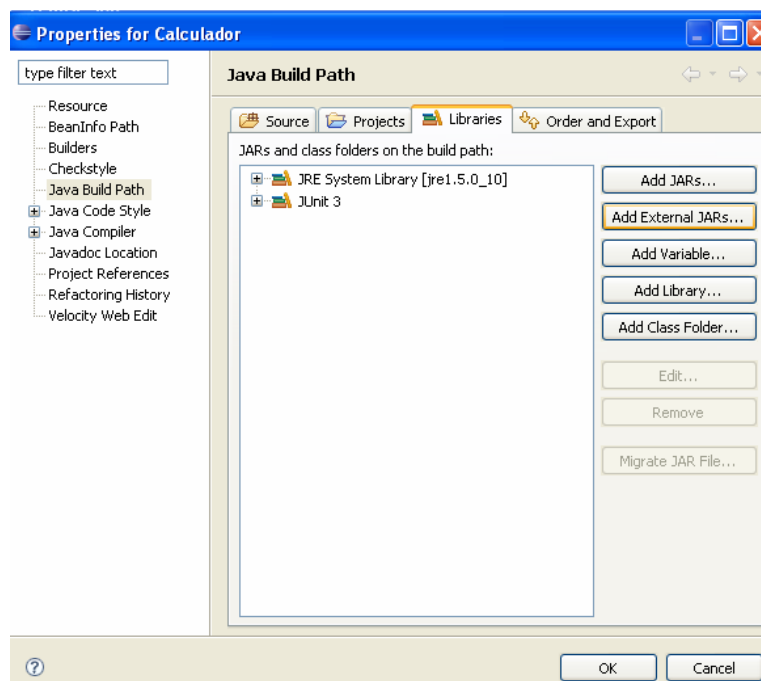 Properties for Calculador
type filter text
Resource
BeanInfo Path
Builders
Checkstyle
Java Build Path
Java Code Style
Java Compiler
Javadoc Location
Project References
Refactoring History
Velocity Web Edit
Java Build Path
Source Projects Libraries Order and Export
JARs and class folders on the build path:
JRE System Library [jre1.5.0_10]
JUnit 3
Add JARs...
Add External JARs...
Add Variable...
Add Library...
Add Class Folder...
Edit...
Remove
Migrate JAR File...
?
OK Cancel